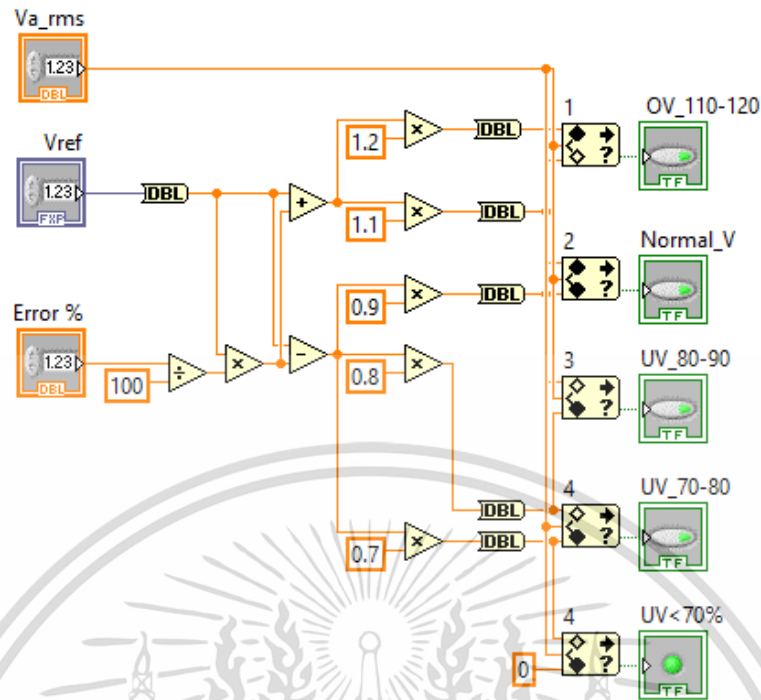 Va_rms
1.23
DBL
Vref
1.23
FXP
DBL
Error %
1.23
DBL
100
÷
×
+
−
1.2
×
DBL
1.1
×
DBL
0.9
×
DBL
0.8
×
DBL
0.7
×
DBL
0
1
?
OV_110-120
TF
2
?
Normal_V
TF
3
?
UV_80-90
TF
4
?
UV_70-80
TF
4
?
UV<70%
TF